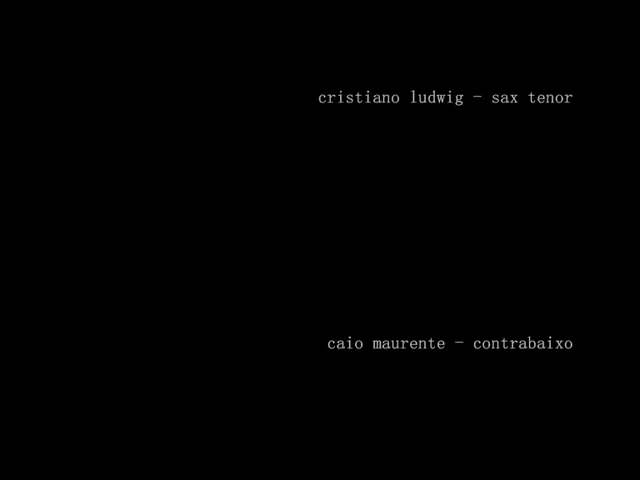 cristiano ludwig - sax tenor
caio maurente - contrabaixo